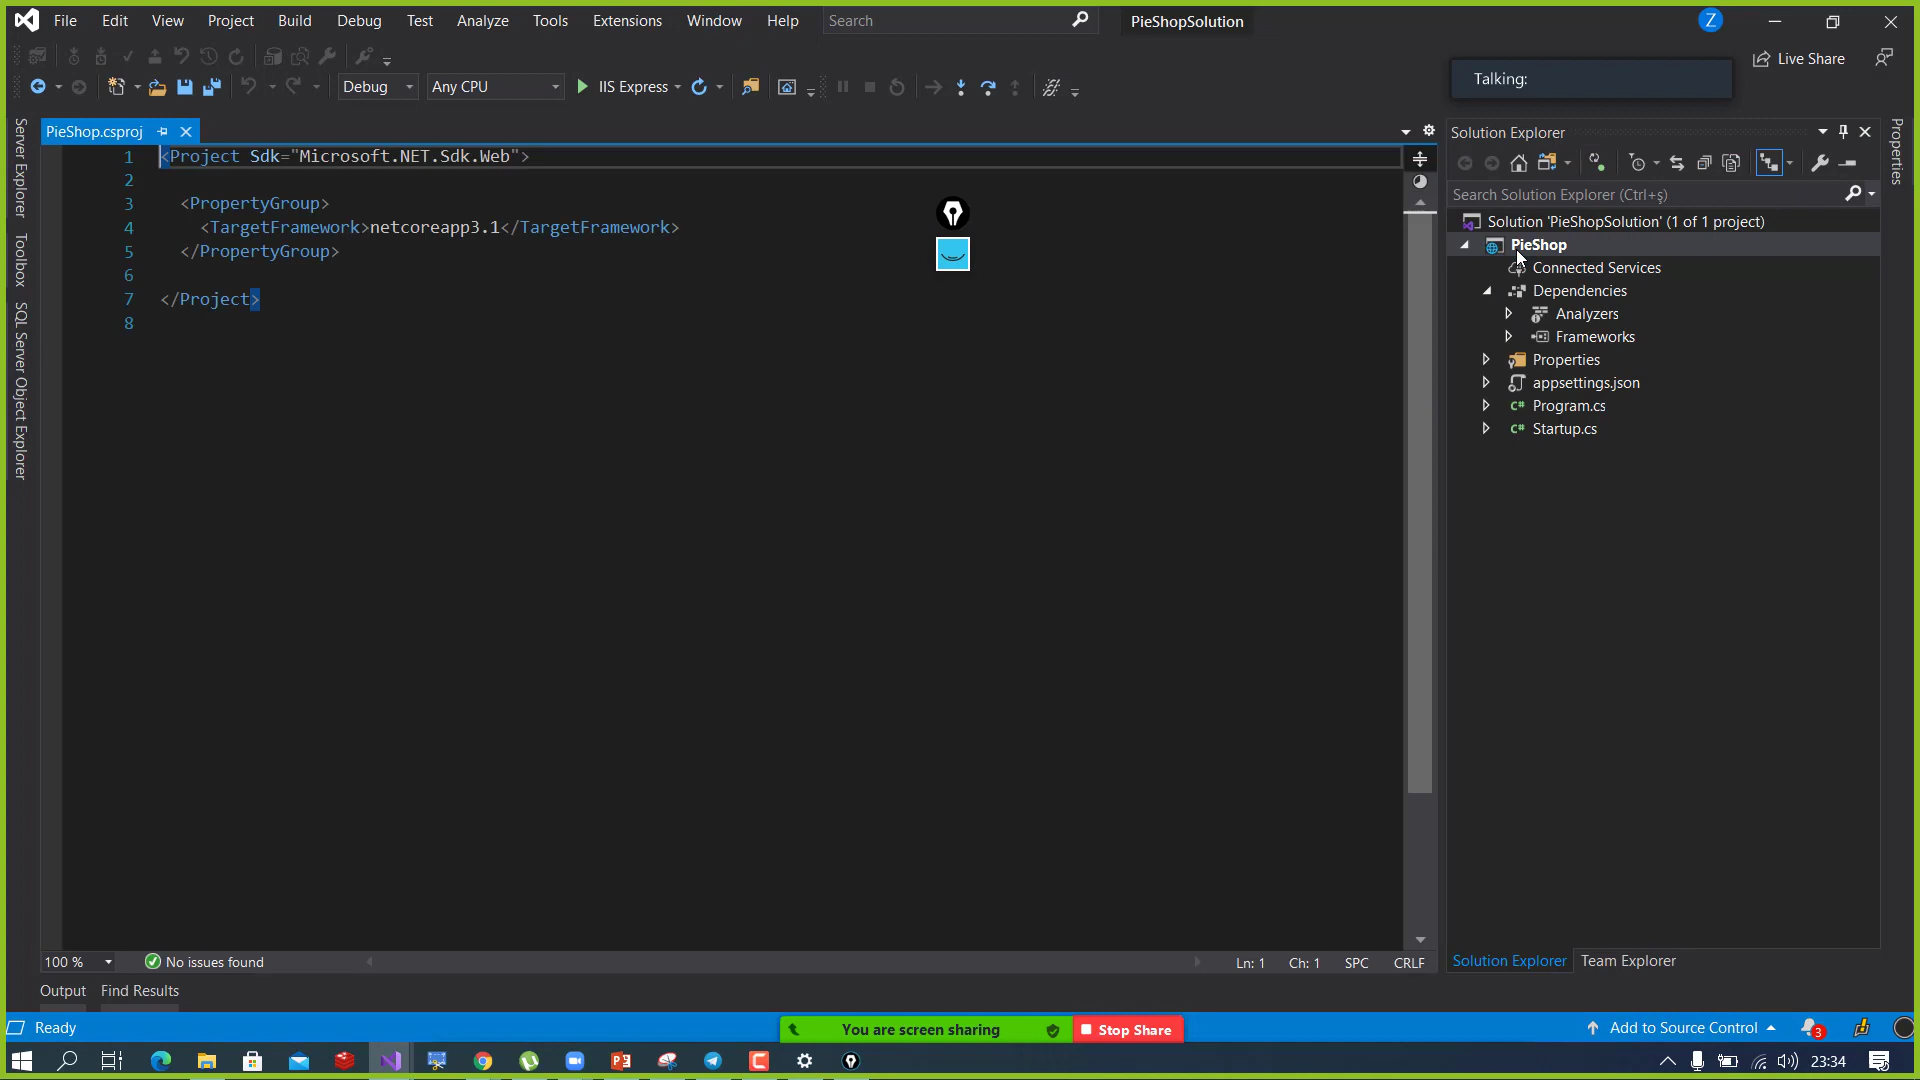 File Edit View Project Build Debug Test Analyze Tools Extensions Window Help Search PieShopSolution Z
Live Share
Debug Any CPU IIS Express
Talking:
PieShop.csproj
1 <Project Sdk="Microsoft.NET.Sdk.Web">
2
3 <PropertyGroup>
4 <TargetFramework>netcoreapp3.1</TargetFramework>
5 </PropertyGroup>
6
7 </Project>
8
Server Explorer
Toolbox
SQL Server Object Explorer
Solution Explorer
Search Solution Explorer (Ctrl+ş)
Solution 'PieShopSolution' (1 of 1 project)
PieShop
Connected Services
Dependencies
Analyzers
Frameworks
Properties
appsettings.json
C# Program.cs
C# Startup.cs
Properties
100 % No issues found Ln: 1 Ch: 1 SPC CRLF
Solution Explorer Team Explorer
Output Find Results
Ready You are screen sharing Stop Share Add to Source Control 3
23:34